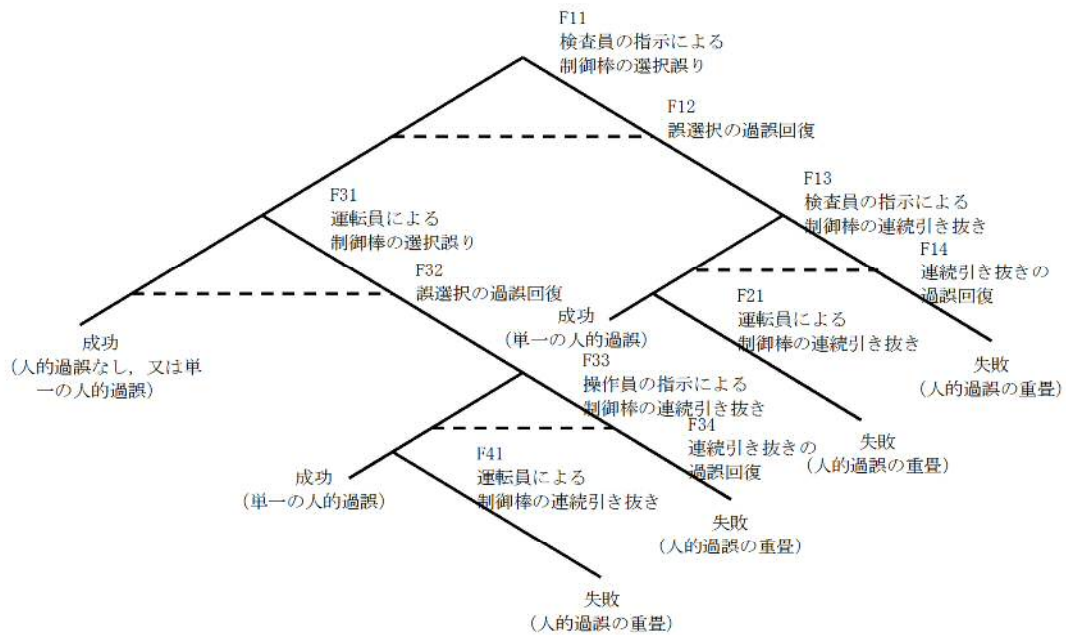 F11
検査員の指示による
制御棒の選択誤り
F12
誤選択の過誤回復
F13
検査員の指示による
制御棒の連続引き抜き
F14
連続引き抜きの
過誤回復
F31
運転員による
制御棒の選択誤り
F32
誤選択の過誤回復
F21
運転員による
制御棒の連続引き抜き
成功
(人的過誤なし，又は単
一の人的過誤)
成功
(単一の人的過誤)
失敗
(人的過誤の重畳)
F33
操作員の指示による
制御棒の連続引き抜き
F34
連続引き抜きの
過誤回復
失敗
(人的過誤の重畳)
F41
運転員による
制御棒の連続引き抜き
成功
(単一の人的過誤)
失敗
(人的過誤の重畳)
失敗
(人的過誤の重畳)